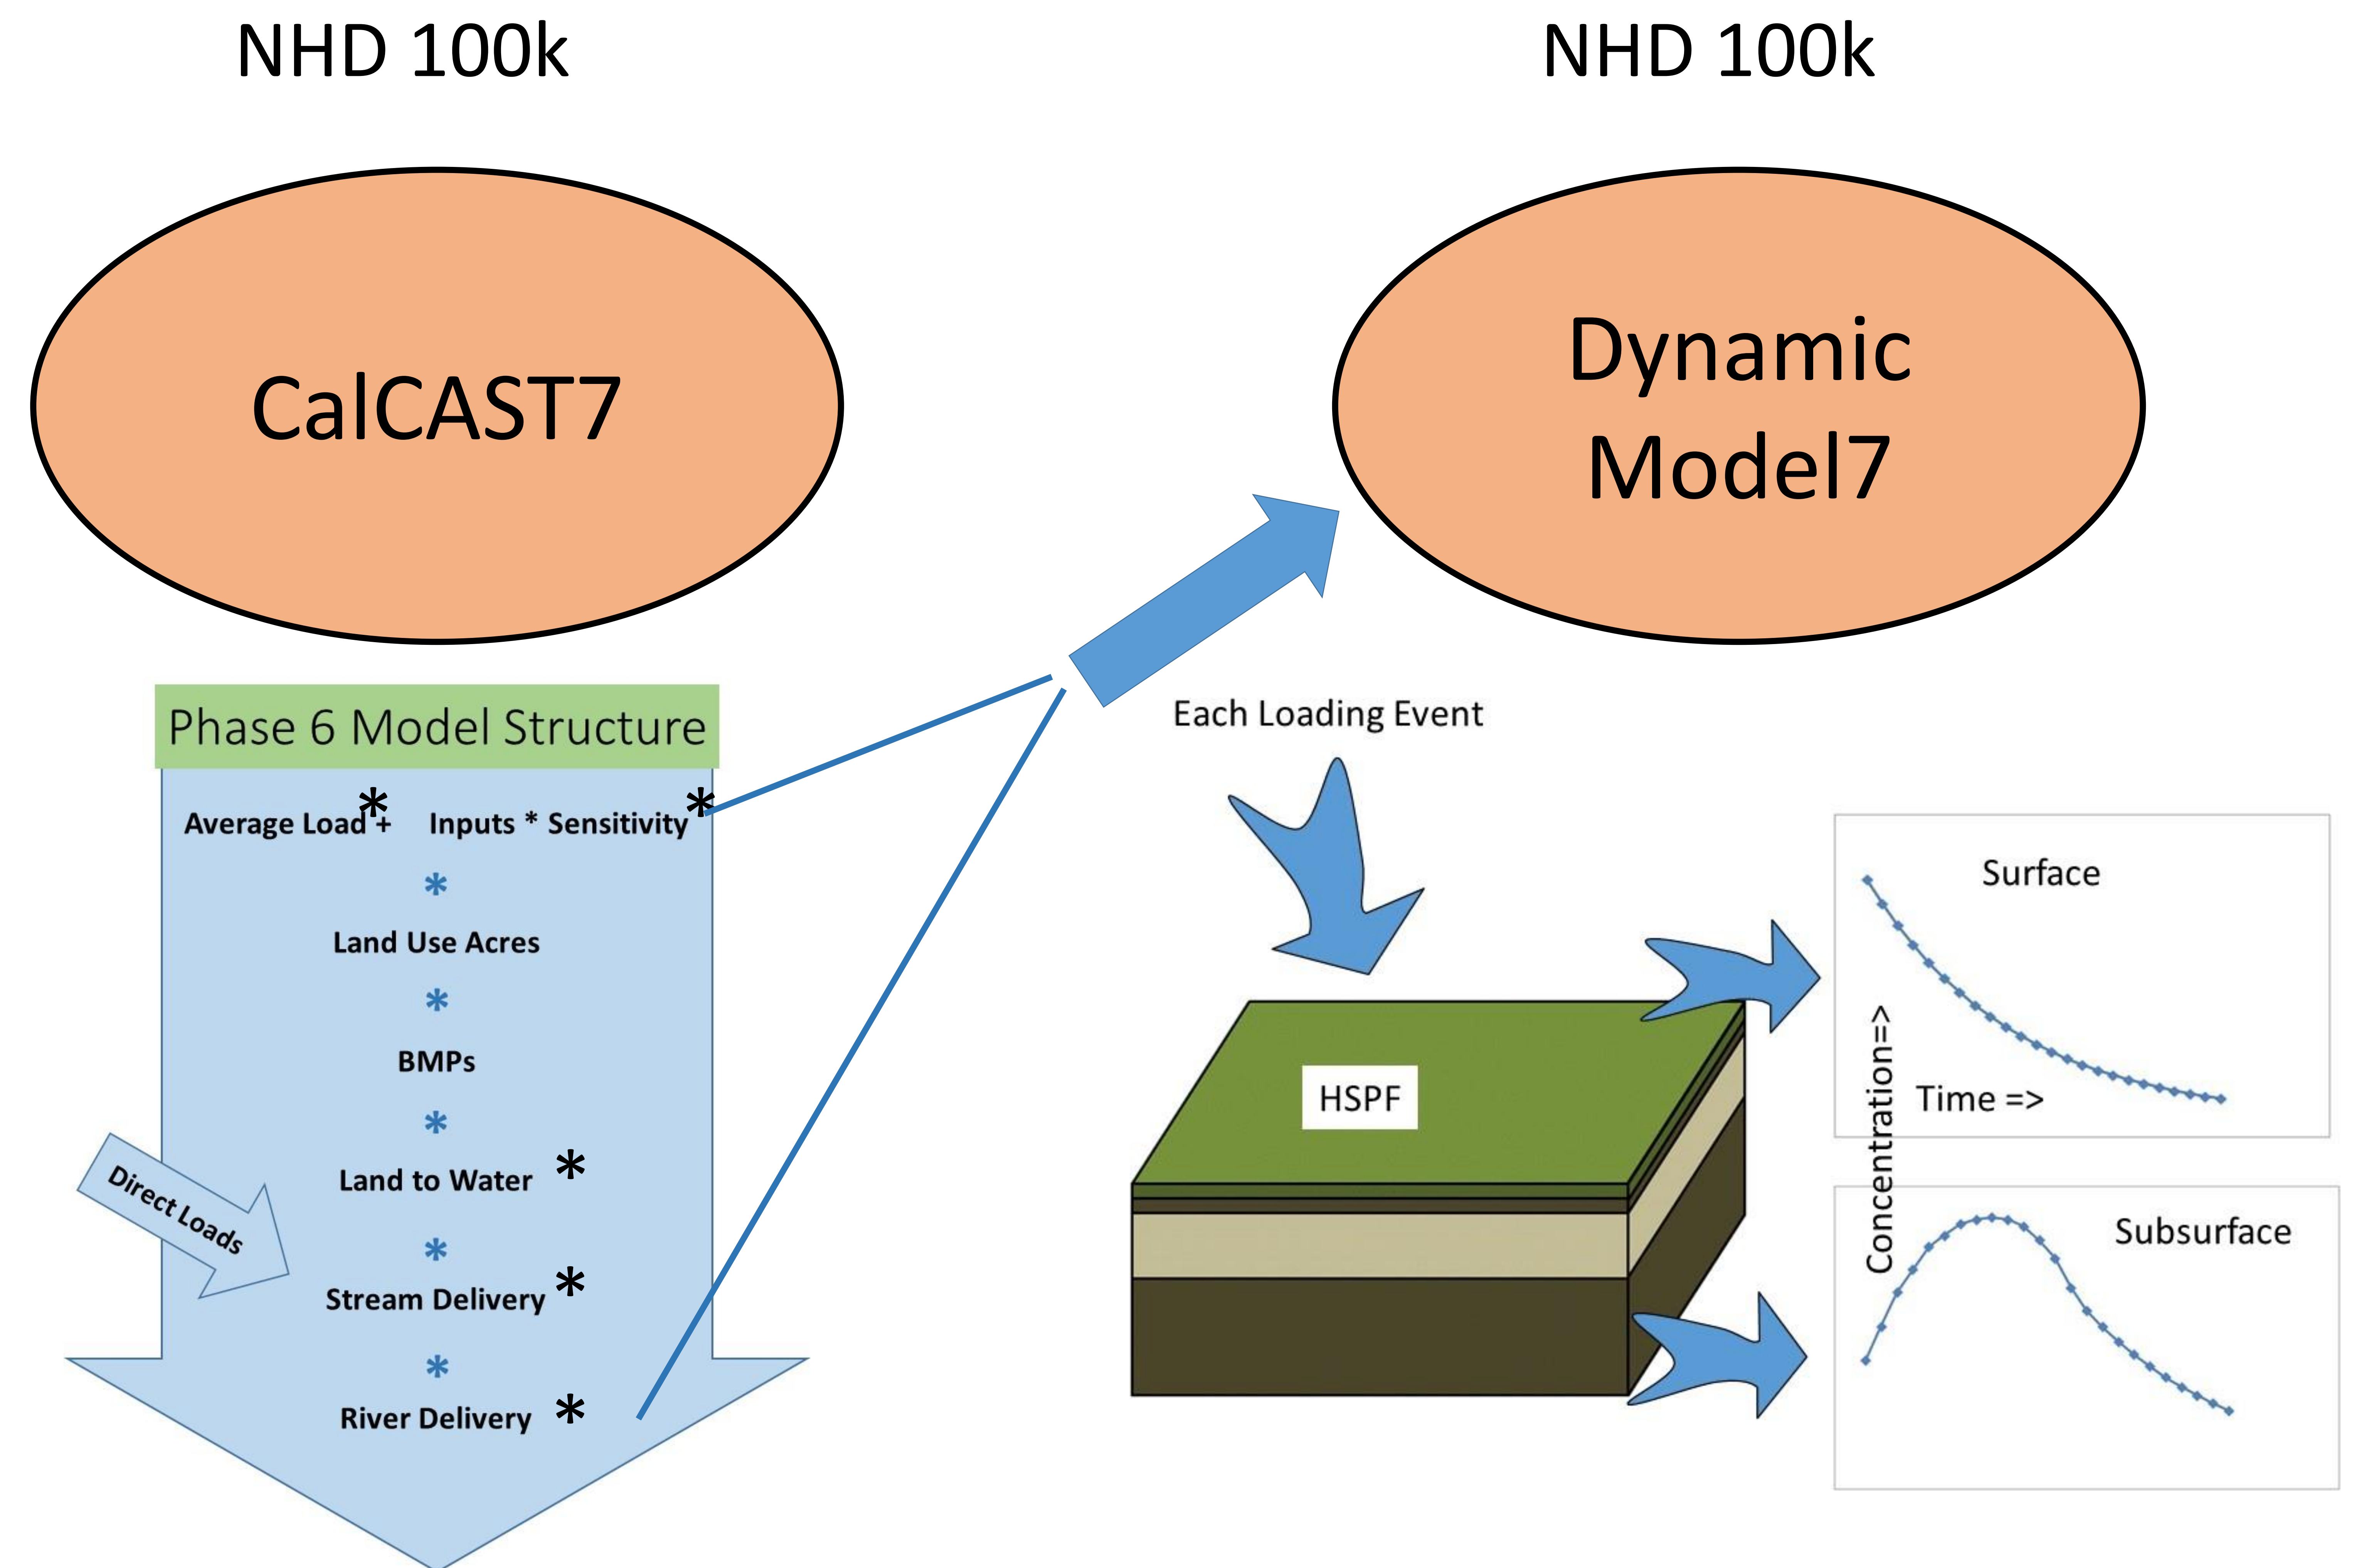 NHD 100k
NHD 100k
CalCAST7
Dynamic
Model7
Phase 6 Model Structure
Average Load * + Inputs * Sensitivity *
*
Land Use Acres
*
BMPs
*
Land to Water *
*
Stream Delivery *
*
River Delivery *
Direct Loads
Each Loading Event
HSPF
Surface
Time =>
Concentration=>
Subsurface